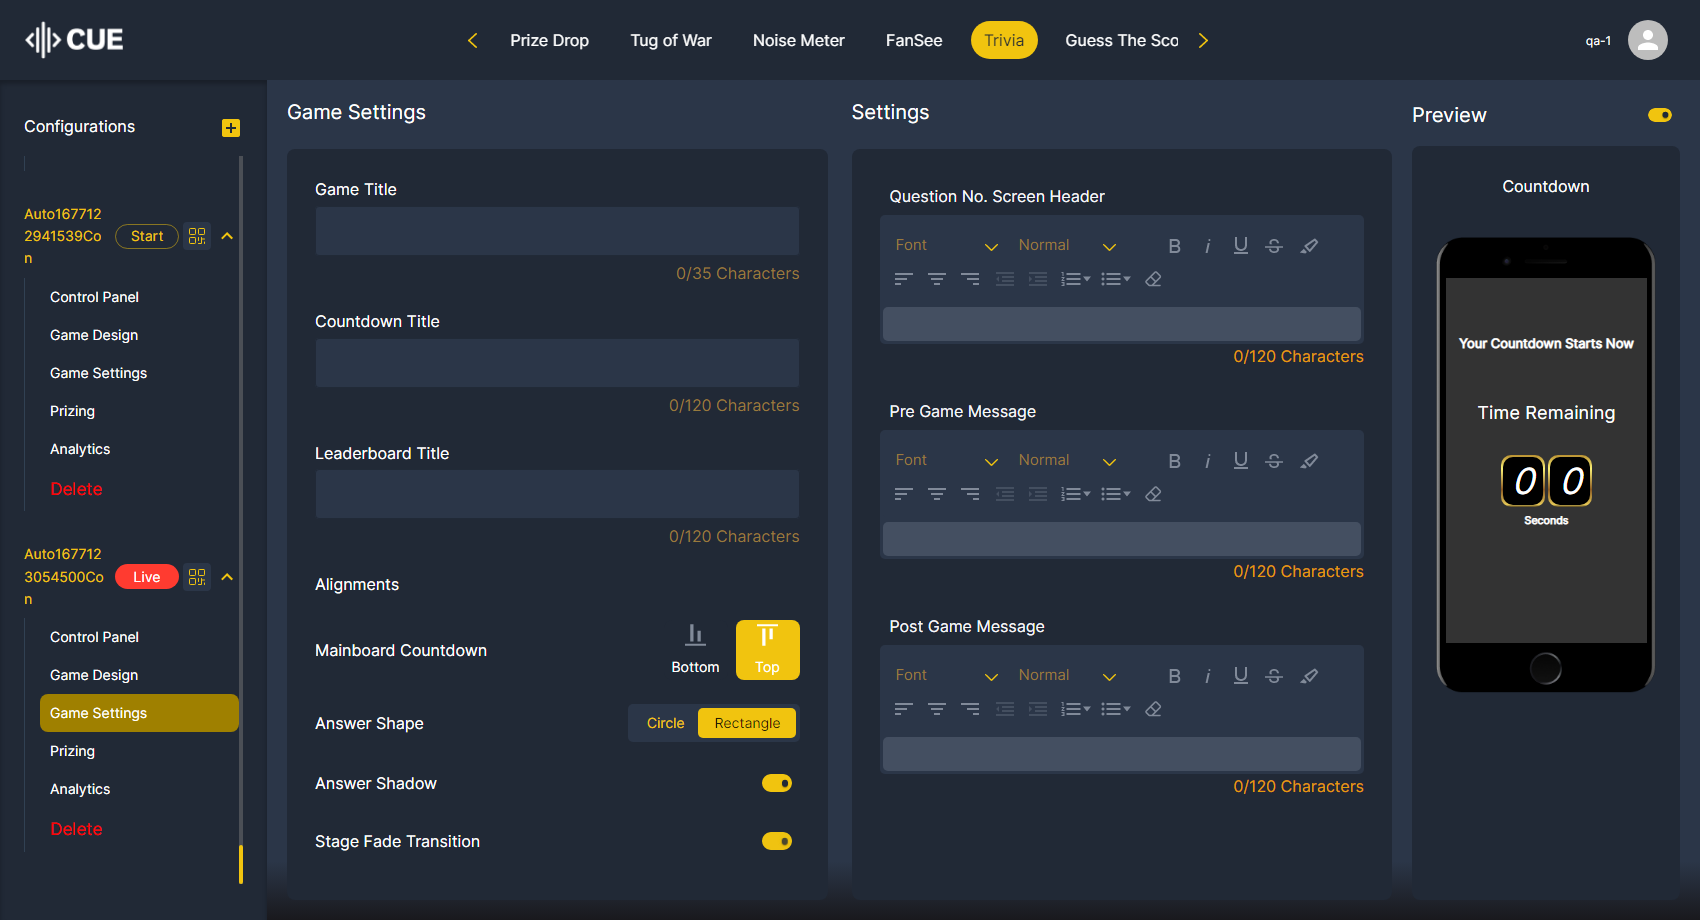 CUE
Prize Drop
Tug of War
Noise Meter
FanSee
Trivia
Guess The Sco
qa-1
Configurations
Auto167712
2941539Co
n
Start
Control Panel
Game Design
Game Settings
Prizing
Analytics
Delete
Auto167712
3054500Co
n
Live
Control Panel
Game Design
Game Settings
Prizing
Analytics
Delete
Game Settings
Game Title
0/35 Characters
Countdown Title
0/120 Characters
Leaderboard Title
0/120 Characters
Alignments
Mainboard Countdown
Bottom
Top
Answer Shape
Circle
Rectangle
Answer Shadow
Stage Fade Transition
Settings
Question No. Screen Header
Font
Normal
B i U S
0/120 Characters
Pre Game Message
Font
Normal
B i U S
0/120 Characters
Post Game Message
Font
Normal
B i U S
0/120 Characters
Preview
Countdown
Your Countdown Starts Now
Time Remaining
0 0
Seconds